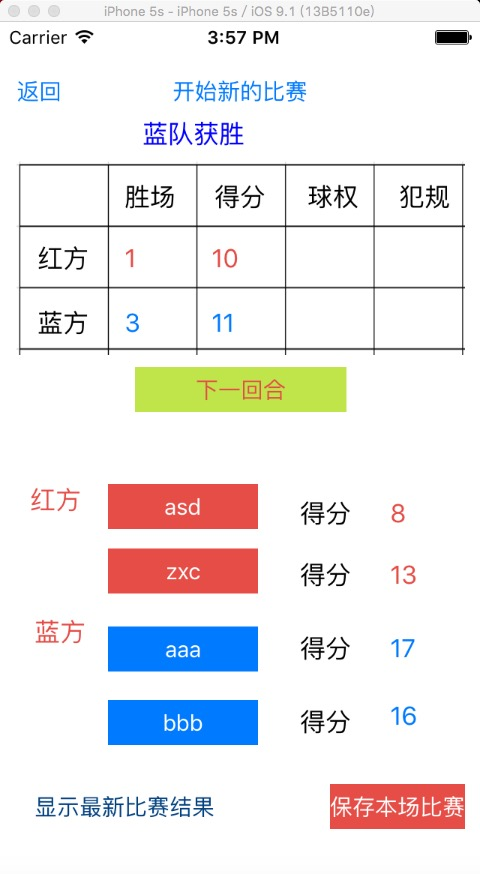 iPhone 5s - iPhone 5s / iOS 9.1 (13B5110e)
Carrier 3:57 PM
返回 开始新的比赛
蓝队获胜
胜场 得分 球权 犯规
红方 1 10
蓝方 3 11
下一回合
红方 asd 得分 8
zxc 得分 13
蓝方 aaa 得分 17
bbb 得分 16
显示最新比赛结果 保存本场比赛